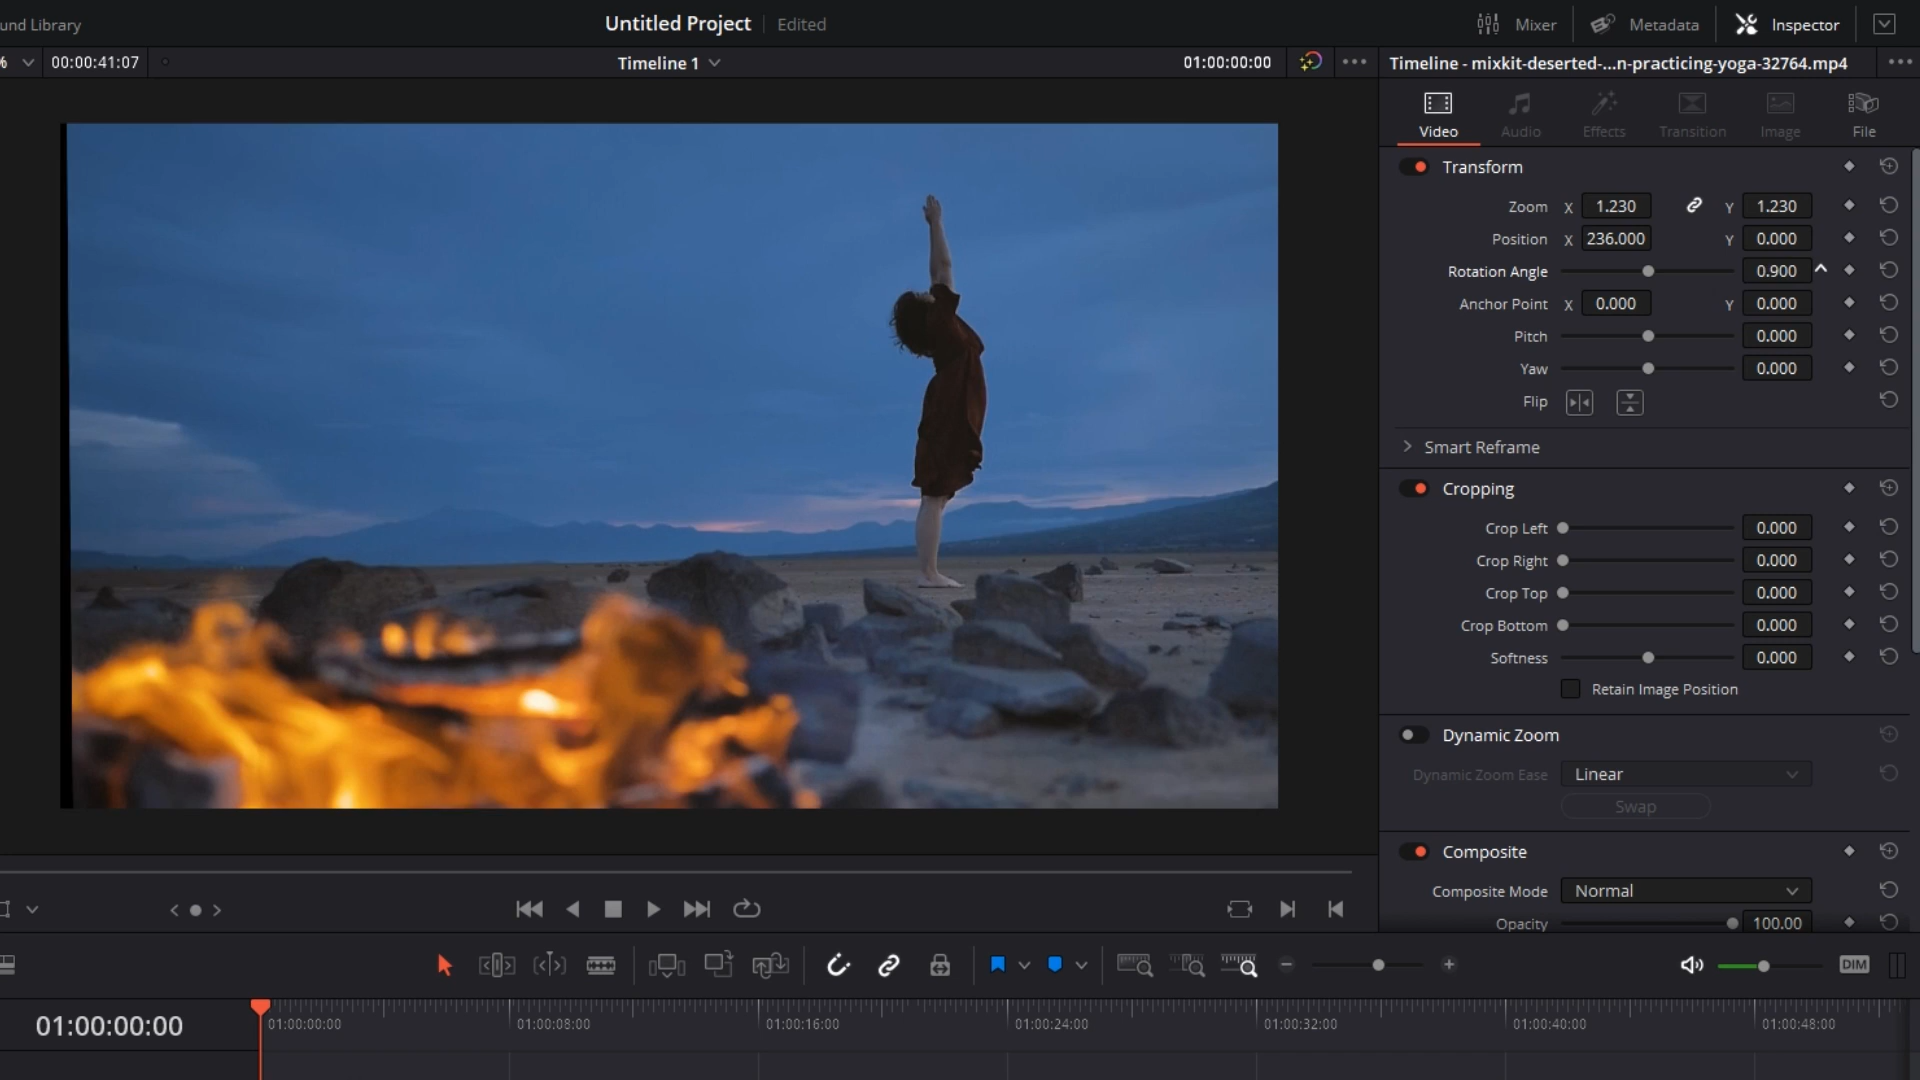 und Library
Untitled Project
Edited
Mixer
Metadata
Inspector
%
00:00:41:07
Timeline 1
01:00:00:00
Timeline - mixkit-deserted-...n-practicing-yoga-32764.mp4
Video
Audio
Effects
Transition
Image
File
Transform
Zoom X 1.230 Y 1.230
Position X 236.000 Y 0.000
Rotation Angle 0.900
Anchor Point X 0.000 Y 0.000
Pitch 0.000
Yaw 0.000
Flip
Smart Reframe
Cropping
Crop Left 0.000
Crop Right 0.000
Crop Top 0.000
Crop Bottom 0.000
Softness 0.000
Retain Image Position
Dynamic Zoom
Dynamic Zoom Ease Linear
Swap
Composite
Composite Mode Normal
Opacity 100.00
DIM
01:00:00:00
01:00:00:00
01:00:08:00
01:00:16:00
01:00:24:00
01:00:32:00
01:00:40:00
01:00:48:00